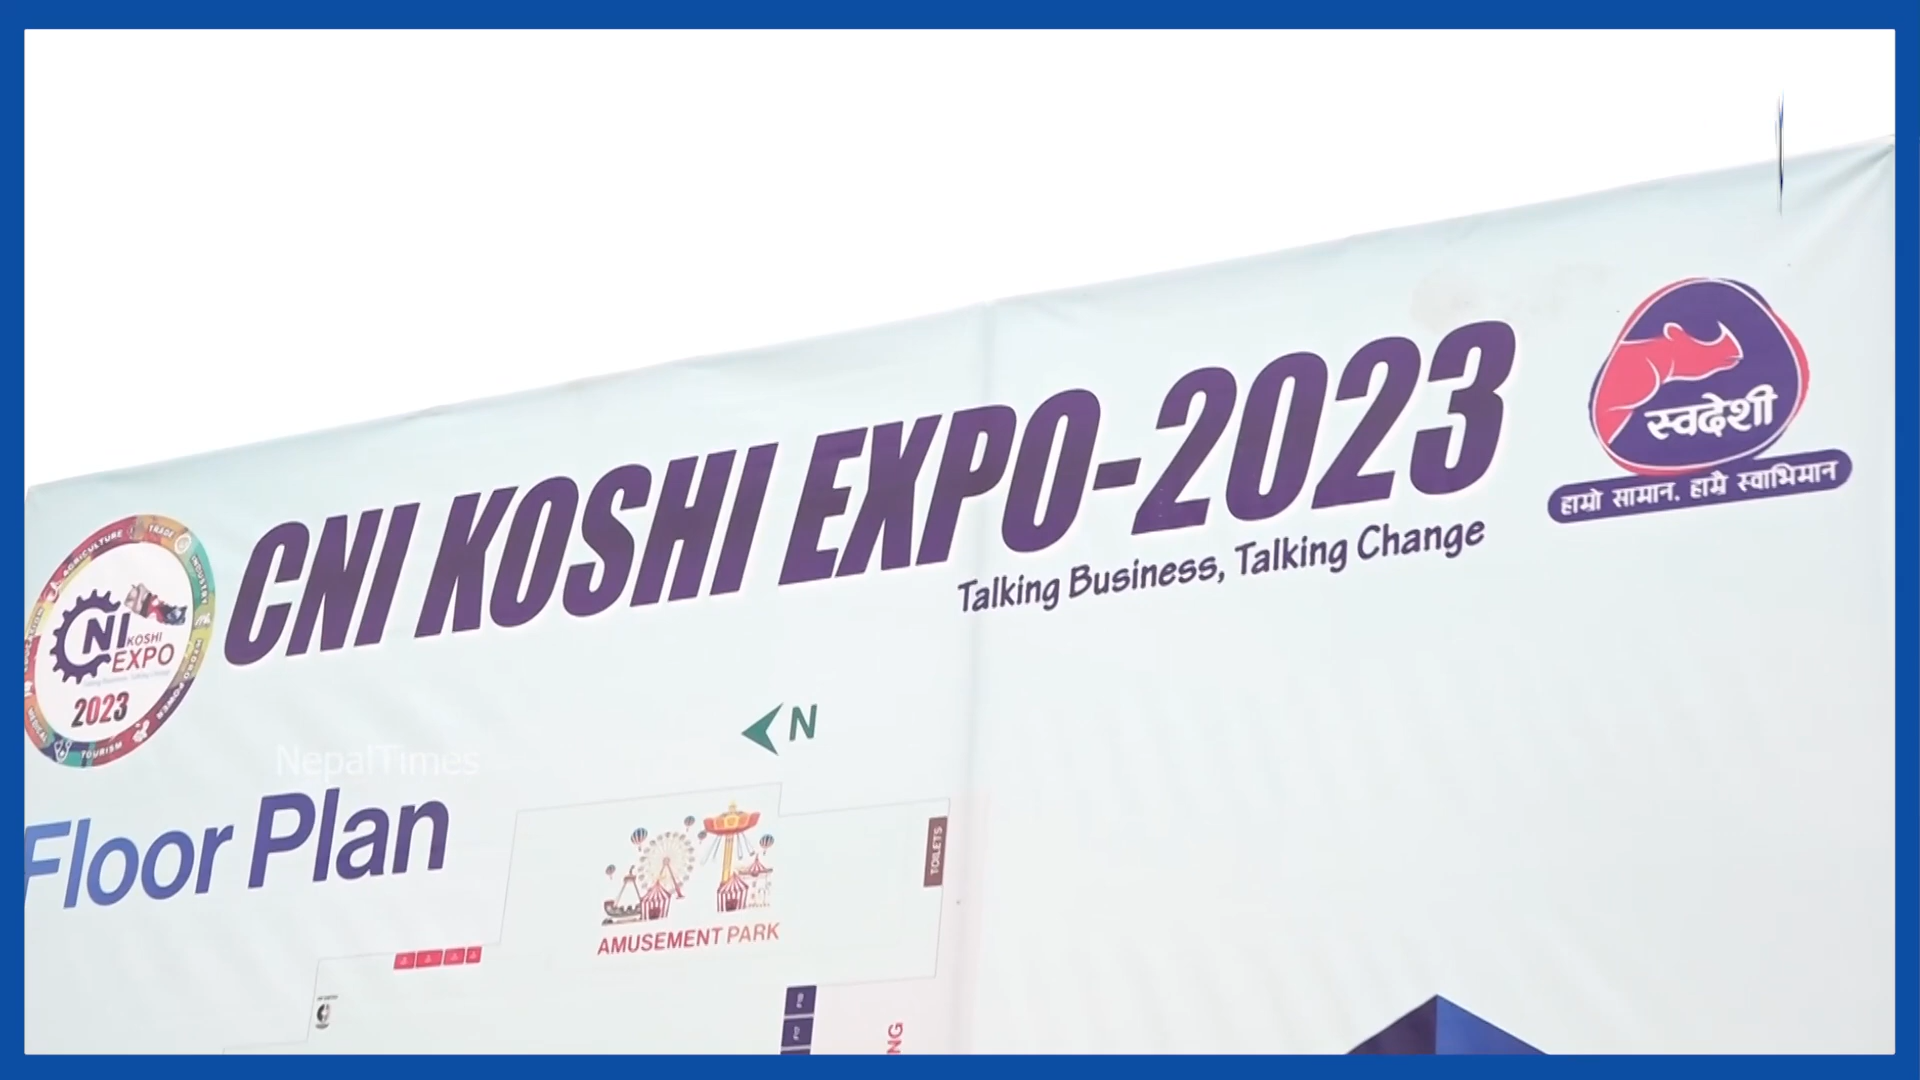 CNI KOSHI EXPO-2023
Talking Business, Talking Change
स्वदेशी
हाम्रो सामान, हाम्रै स्वाभिमान
AGRICULTURE
TRADE
INDUSTRY
TOURISM
CNI KOSHI
EXPO
2023
N
NepalTimes
Floor Plan
TOILETS
AMUSEMENT PARK